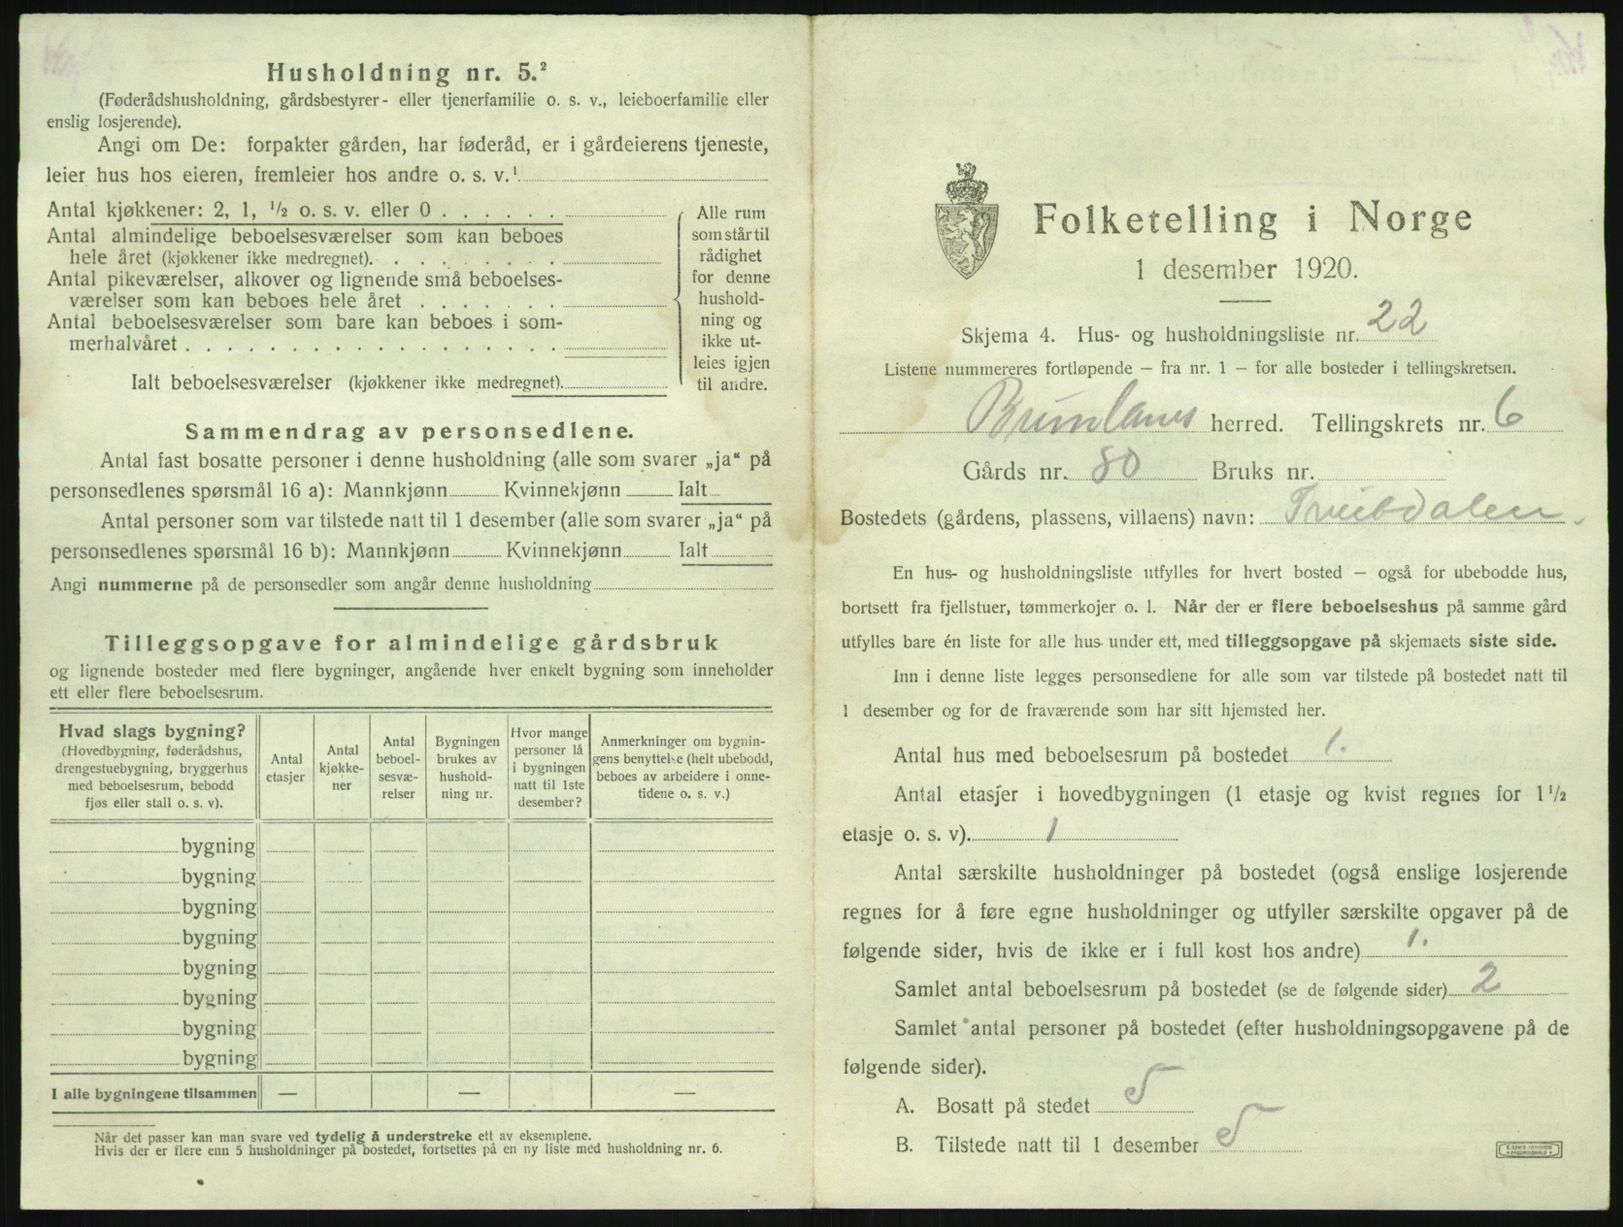 Husholdning nr. 5.²
(Føderådshusholdning, gårdsbestyrer- eller tjenerfamilie o. s. v., leieboerfamilie eller
enslig losjerende).
Angi om De: forpakter gården, har føderåd, er i gårdeierens tjeneste,
leier hus hos eieren, fremleier hos andre o. s. v.¹
Antal kjøkkener: 2, 1, ½ o. s. v. eller 0 . . . . . .
Antal almindelige beboelsesværelser som kan beboes
hele året (kjøkkener ikke medregnet). . . . . . . .
Antal pikeværelser, alkover og lignende små beboelses-
værelser som kan beboes hele året . . . . . . .
Antal beboelsesværelser som bare kan beboes i som-
merhalvåret . . . . . . . . . . . . . . . .
Ialt beboelsesværelser (kjøkkener ikke medregnet).
Alle rum
som står til
rådighet
for denne
hushold-
ning og
ikke ut-
leies igjen
til andre.
Sammendrag av personsedlene.
Antal fast bosatte personer i denne husholdning (alle som svarer „ja“ på
personsedlenes spørsmål 16 a): Mannkjønn Kvinnekjønn Ialt
Antal personer som var tilstede natt til 1 desember (alle som svarer „ja“ på
personsedlenes spørsmål 16 b): Mannkjønn Kvinnekjønn Ialt
Angi nummerne på de personsedler som angår denne husholdning
Tilleggsopgave for almindelige gårdsbruk
og lignende bosteder med flere bygninger, angående hver enkelt bygning som inneholder
ett eller flere beboelsesrum.
Hvad slags bygning?
(Hovedbygning, føderådshus,
drengestuebygning, bryggerhus
med beboelsesrum, bebodd
fjøs eller stall o. s. v).
Antal
etasjer
Antal
kjøkke-
ner
Antal
beboel-
sesvæ-
relser
Bygningen
brukes av
hushold-
ning nr.
Hvor mange
personer lå
i bygningen
natt til 1ste
desember?
Anmerkninger om bygnin-
gens benyttelse (helt ubebodd,
beboes av arbeidere i onne-
tidene o. s. v.)
bygning
bygning
bygning
bygning
bygning
bygning
bygning
bygning
I alle bygningene tilsammen — — —
Når det passer kan man svare ved tydelig å understreke ett av eksemplene.
Hvis der er flere enn 5 husholdninger på bostedet, fortsettes på en ny liste med husholdning nr. 6.
Folketelling i Norge
1 desember 1920.
Skjema 4. Hus- og husholdningsliste nr. 22
Listene nummereres fortløpende — fra nr. 1 — for alle bosteder i tellingskretsen.
Brunlanes herred. Tellingskrets nr. 6
Gårds nr. 80 Bruks nr.
Bostedets (gårdens, plassens, villaens) navn: Treibdalen
En hus- og husholdningsliste utfylles for hvert bosted — også for ubebodde hus,
bortsett fra fjellstuer, tømmerkojer o. l. Når der er flere beboelseshus på samme gård
utfylles bare én liste for alle hus under ett, med tilleggsopgave på skjemaets siste side.
Inn i denne liste legges personsedlene for alle som var tilstede på bostedet natt til
1 desember og for de fraværende som har sitt hjemsted her.
Antal hus med beboelsesrum på bostedet 1.
Antal etasjer i hovedbygningen (1 etasje og kvist regnes for 1½
etasje o. s. v). 1
Antal særskilte husholdninger på bostedet (også enslige losjerende
regnes for å føre egne husholdninger og utfyller særskilte opgaver på de
følgende sider, hvis de ikke er i full kost hos andre) 1.
Samlet antal beboelsesrum på bostedet (se de følgende sider) 2
Samlet antal personer på bostedet (efter husholdningsopgavene på de
følgende sider).
A. Bosatt på stedet 5
B. Tilstede natt til 1 desember 5